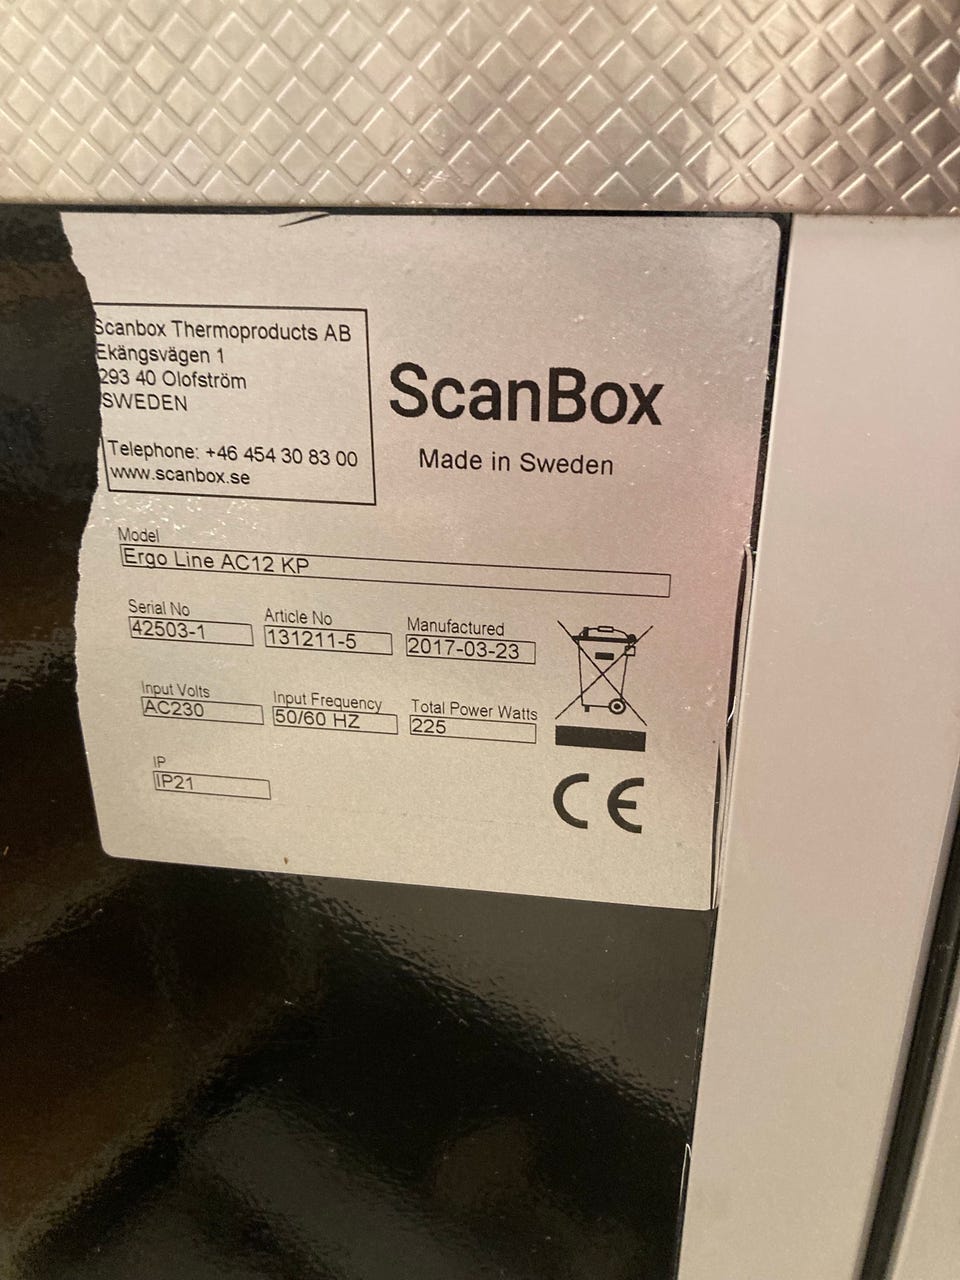 Scanbox Thermoproducts AB
Ekängsvägen 1
293 40 Olofström
SWEDEN
Telephone: +46 454 30 83 00
www.scanbox.se
ScanBox
Made in Sweden
Model
Ergo Line AC12 KP
Serial No
42503-1
Article No
131211-5
Manufactured
2017-03-23
Input Volts
AC230
Input Frequency
50/60 HZ
Total Power Watts
225
IP
IP21
CE